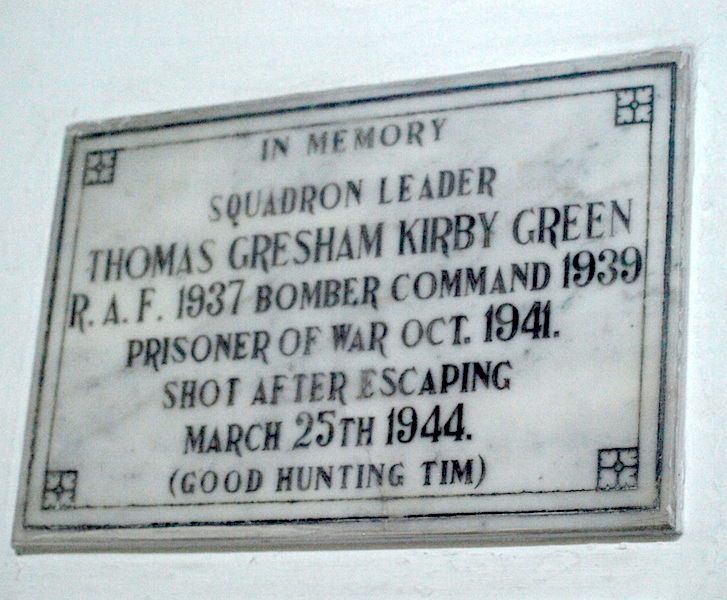 IN MEMORY
SQUADRON LEADER
THOMAS GRESHAM KIRBY GREEN
R. A. F. 1937 BOMBER COMMAND 1939
PRISONER OF WAR OCT. 1941.
SHOT AFTER ESCAPING
MARCH 25TH 1944.
(GOOD HUNTING TIM)